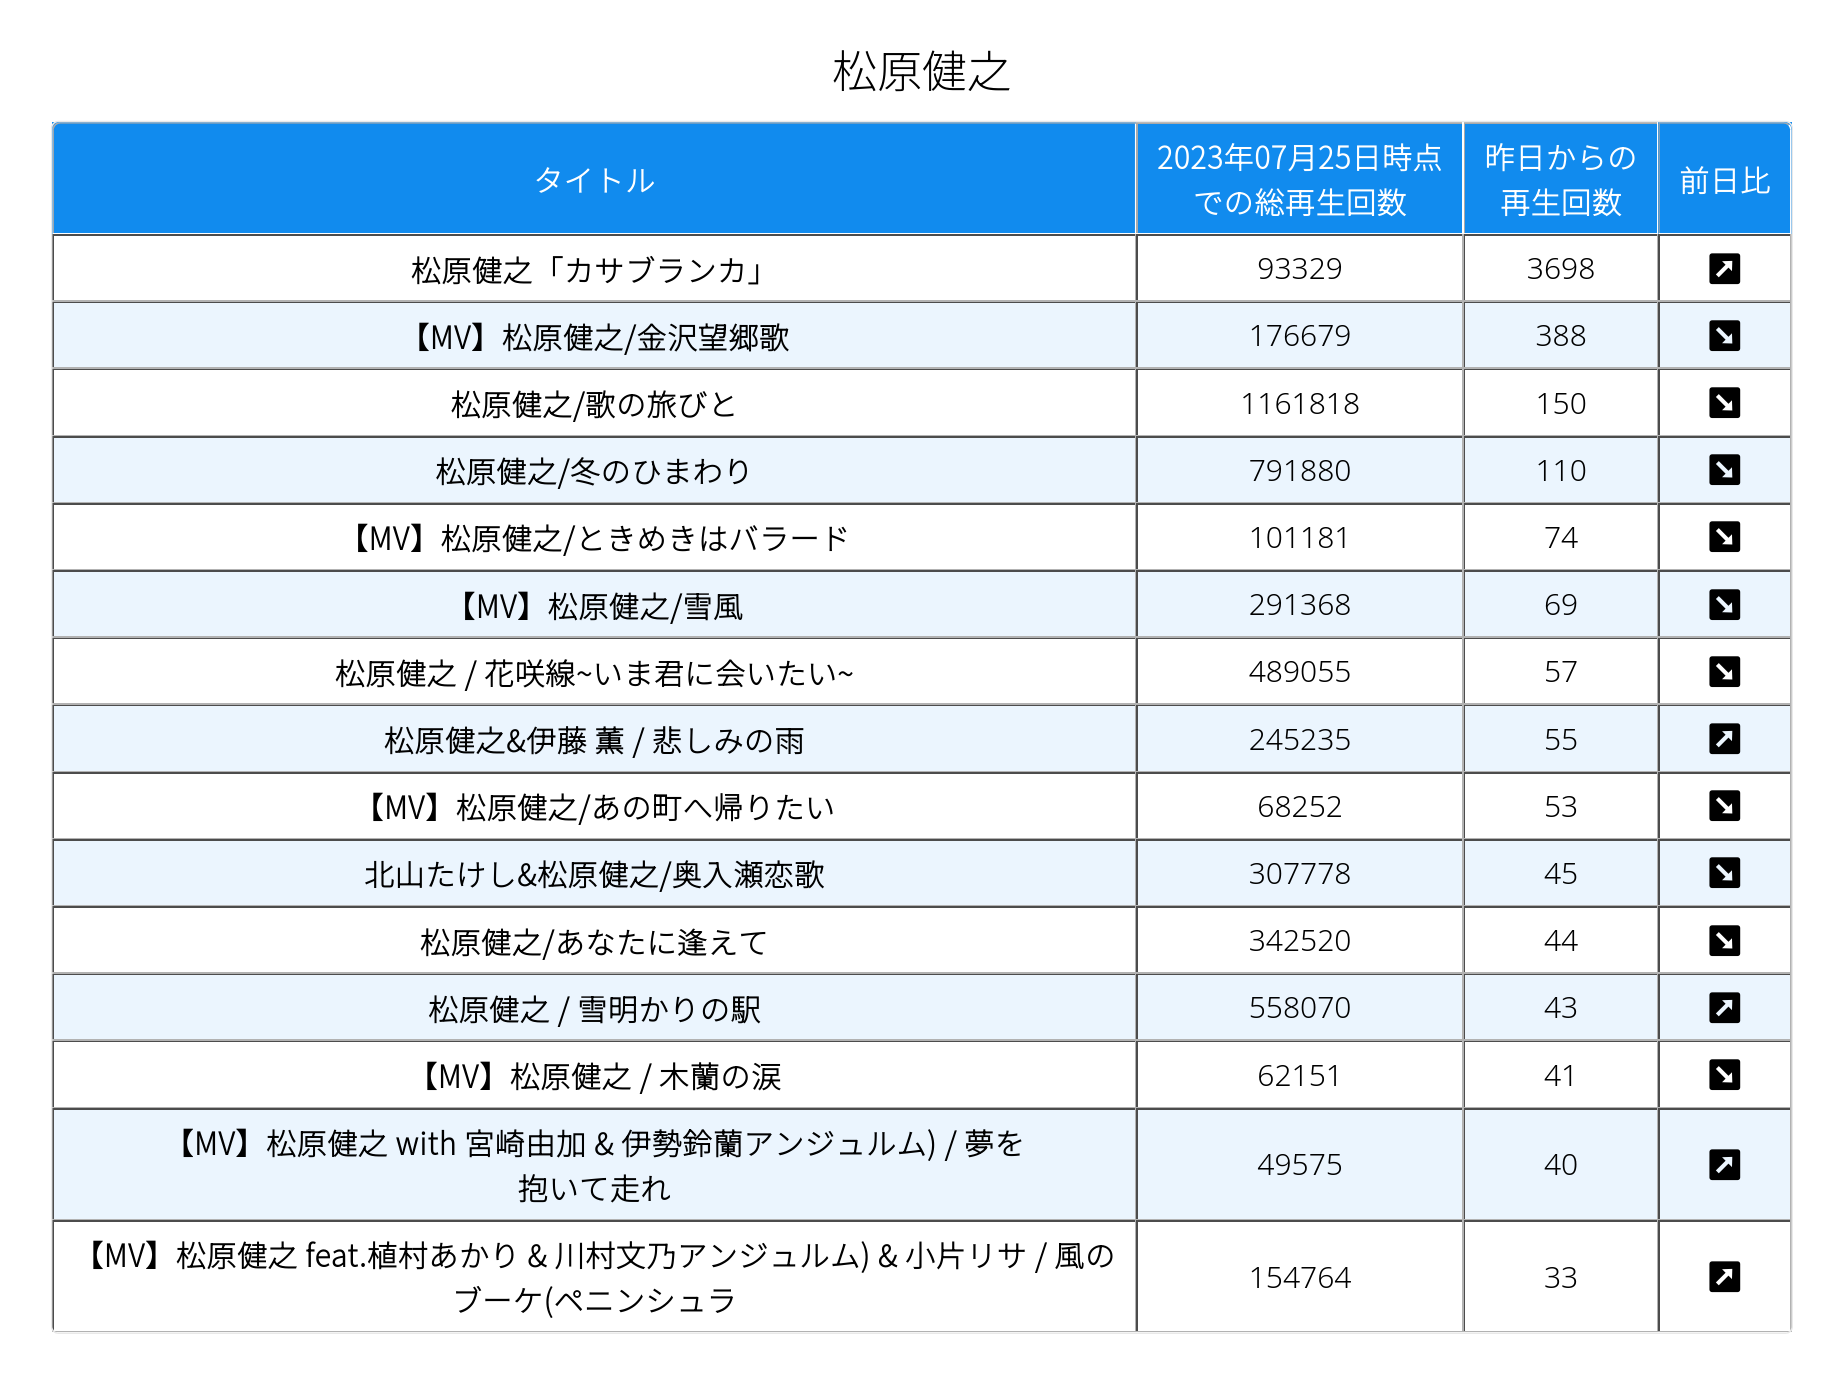 松原健之
タイトル
2023年07月25日時点
での総再生回数
昨日からの
再生回数
前日比
松原健之「カサブランカ」 93329 3698
【MV】松原健之/金沢望郷歌 176679 388
松原健之/歌の旅びと 1161818 150
松原健之/冬のひまわり 791880 110
【MV】松原健之/ときめきはバラード 101181 74
【MV】松原健之/雪風 291368 69
松原健之 / 花咲線~いま君に会いたい~ 489055 57
松原健之&伊藤 薫 / 悲しみの雨 245235 55
【MV】松原健之/あの町へ帰りたい 68252 53
北山たけし&松原健之/奥入瀬恋歌 307778 45
松原健之/あなたに逢えて 342520 44
松原健之 / 雪明かりの駅 558070 43
【MV】松原健之 / 木蘭の涙 62151 41
【MV】松原健之 with 宮崎由加 & 伊勢鈴蘭アンジュルム) / 夢を
抱いて走れ 49575 40
【MV】松原健之 feat.植村あかり & 川村文乃アンジュルム) & 小片リサ / 風の
ブーケ(ペニンシュラ 154764 33